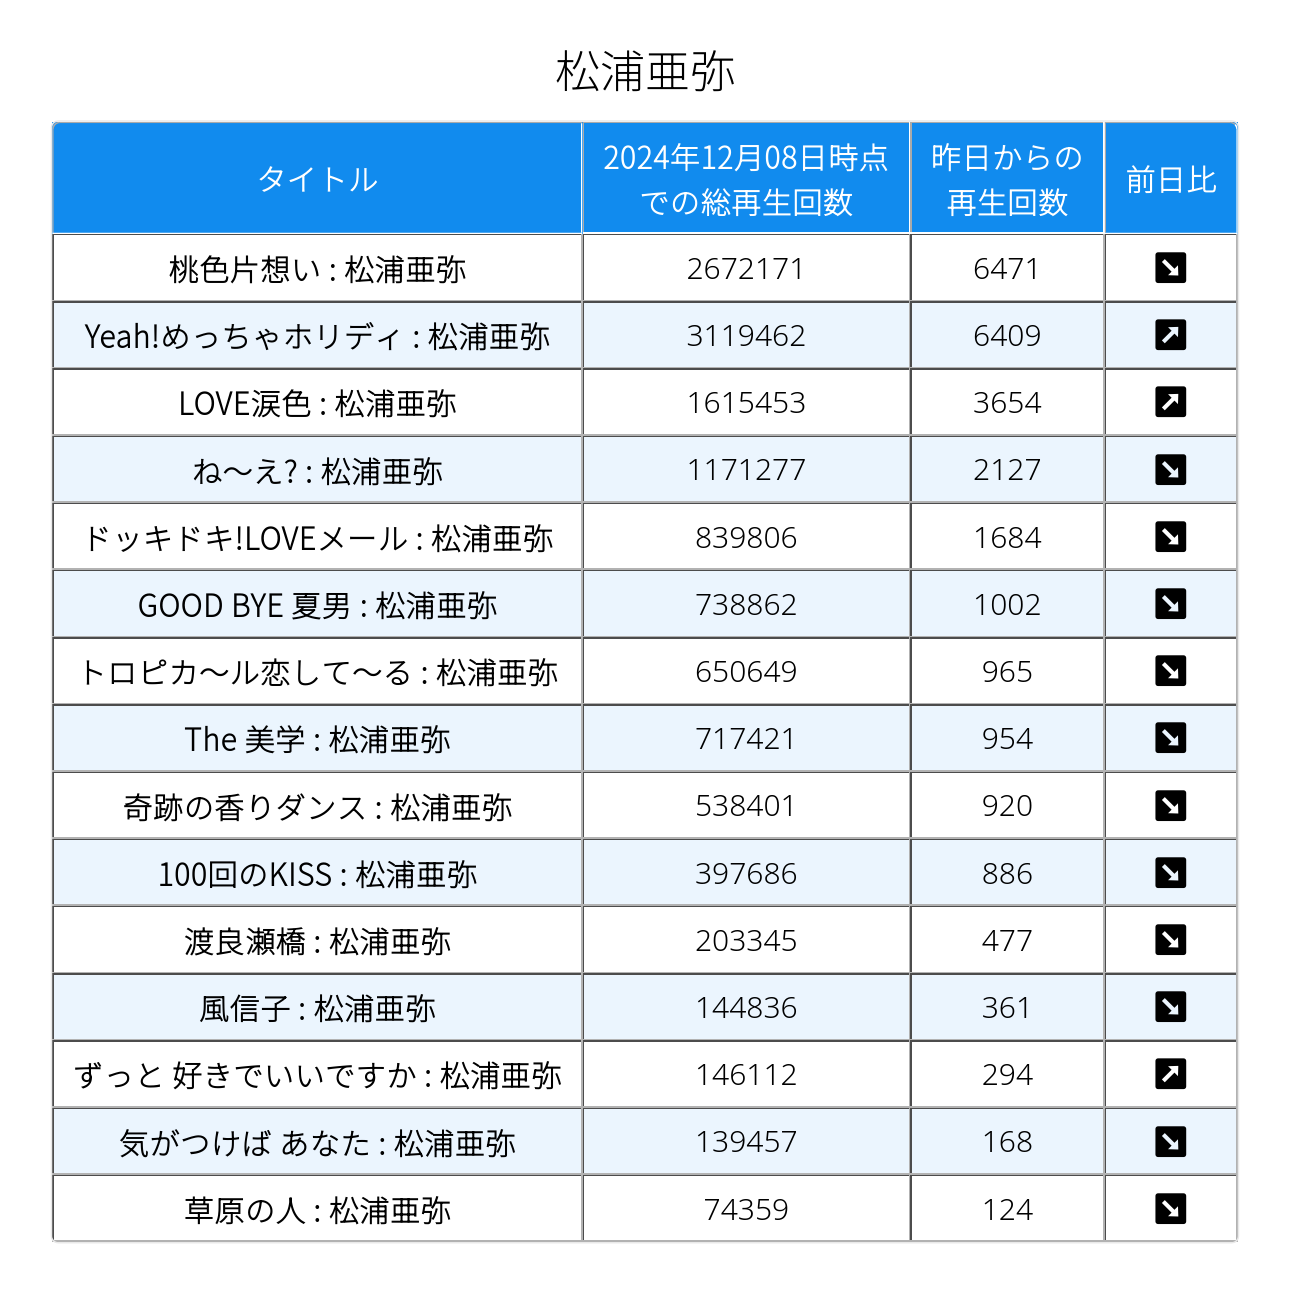 松浦亜弥
タイトル 2024年12月08日時点での総再生回数 昨日からの再生回数 前日比
桃色片想い : 松浦亜弥 2672171 6471 ↘
Yeah!めっちゃホリディ : 松浦亜弥 3119462 6409 ↗
LOVE涙色 : 松浦亜弥 1615453 3654 ↗
ね〜え? : 松浦亜弥 1171277 2127 ↘
ドッキドキ!LOVEメール : 松浦亜弥 839806 1684 ↘
GOOD BYE 夏男 : 松浦亜弥 738862 1002 ↘
トロピカ〜ル恋して〜る : 松浦亜弥 650649 965 ↘
The 美学 : 松浦亜弥 717421 954 ↘
奇跡の香りダンス : 松浦亜弥 538401 920 ↘
100回のKISS : 松浦亜弥 397686 886 ↘
渡良瀬橋 : 松浦亜弥 203345 477 ↘
風信子 : 松浦亜弥 144836 361 ↘
ずっと 好きでいいですか : 松浦亜弥 146112 294 ↗
気がつけば あなた : 松浦亜弥 139457 168 ↘
草原の人 : 松浦亜弥 74359 124 ↘